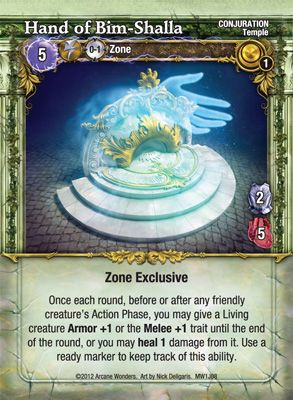 Hand of Bim-Shalla
CONJURATION
Temple
5
0-1 Zone
1
2
5
Zone Exclusive
Once each round, before or after any friendly
creature's Action Phase, you may give a Living
creature Armor +1 or the Melee +1 trait until the end
of the round, or you may heal 1 damage from it. Use a
ready marker to keep track of this ability.
©2012 Arcane Wonders. Art by Nick Deligaris. MW1J08